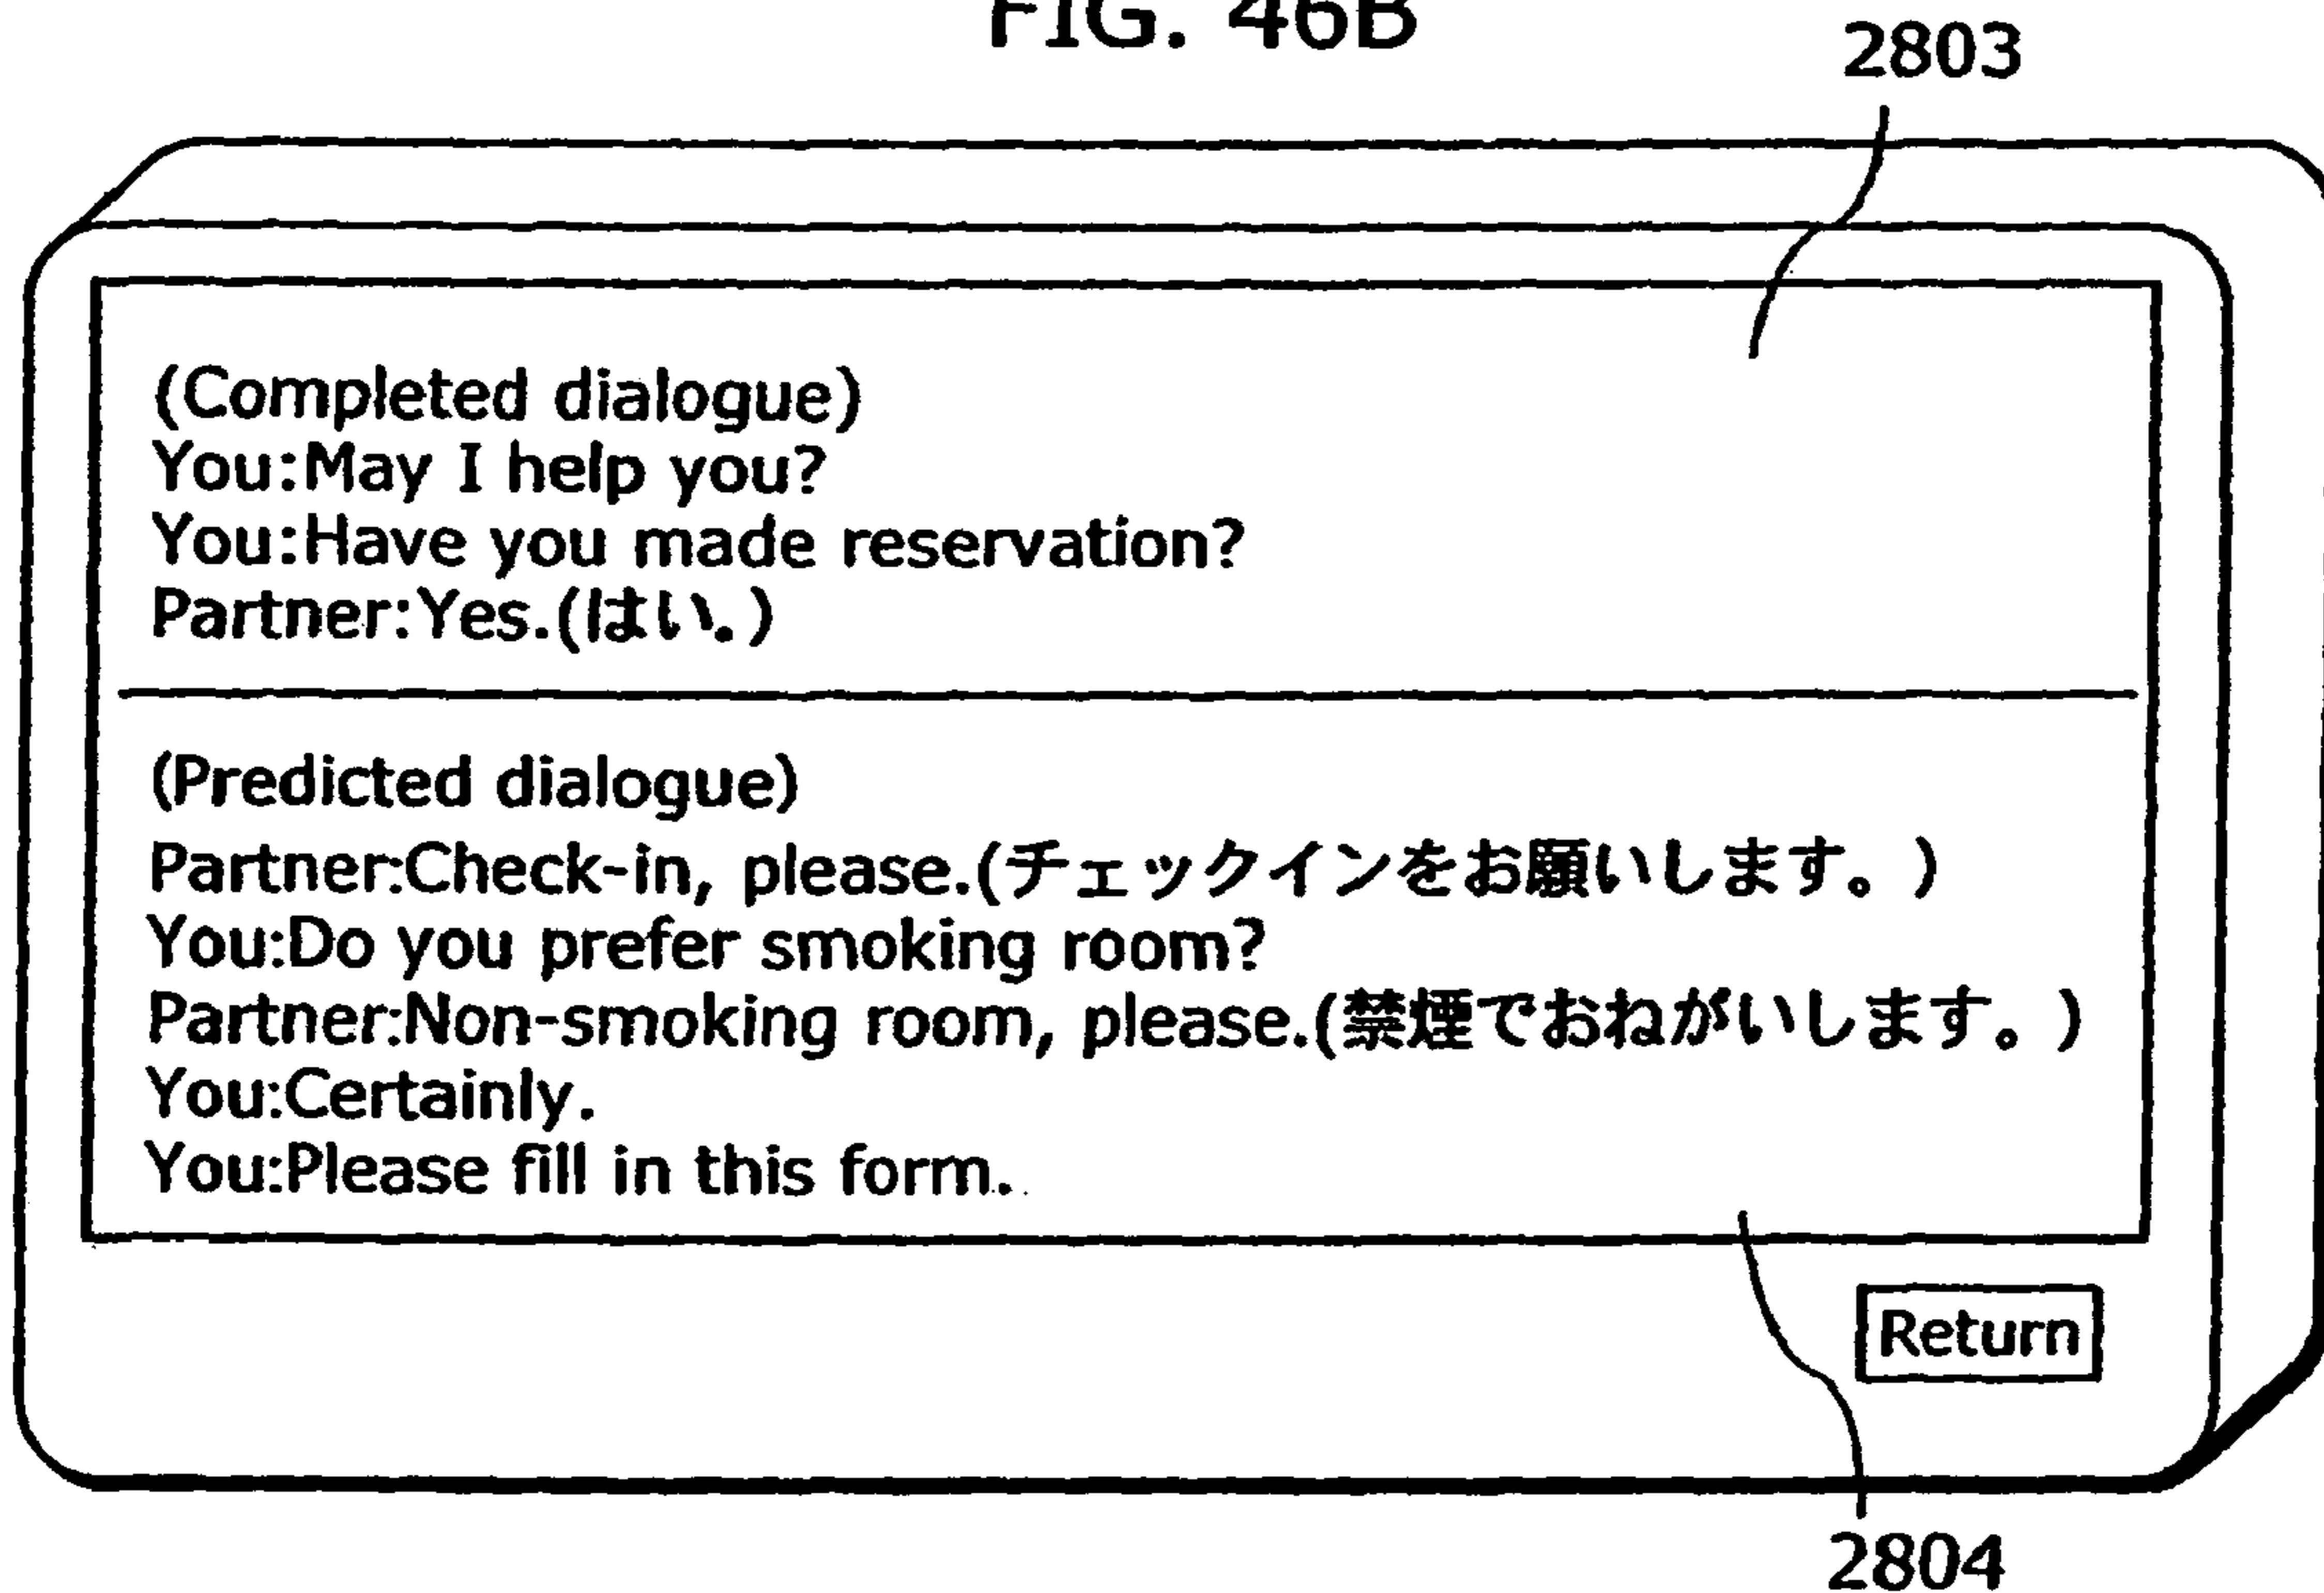 FIG. 46B
2803
(Completed dialogue)
You:May I help you?
You:Have you made reservation?
Partner:Yes.(はい。)
(Predicted dialogue)
Partner:Check-in, please.(チェックインをお願いします。)
You:Do you prefer smoking room?
Partner:Non-smoking room, please.(禁煙でおねがいします。)
You:Certainly.
You:Please fill in this form.
Return
2804